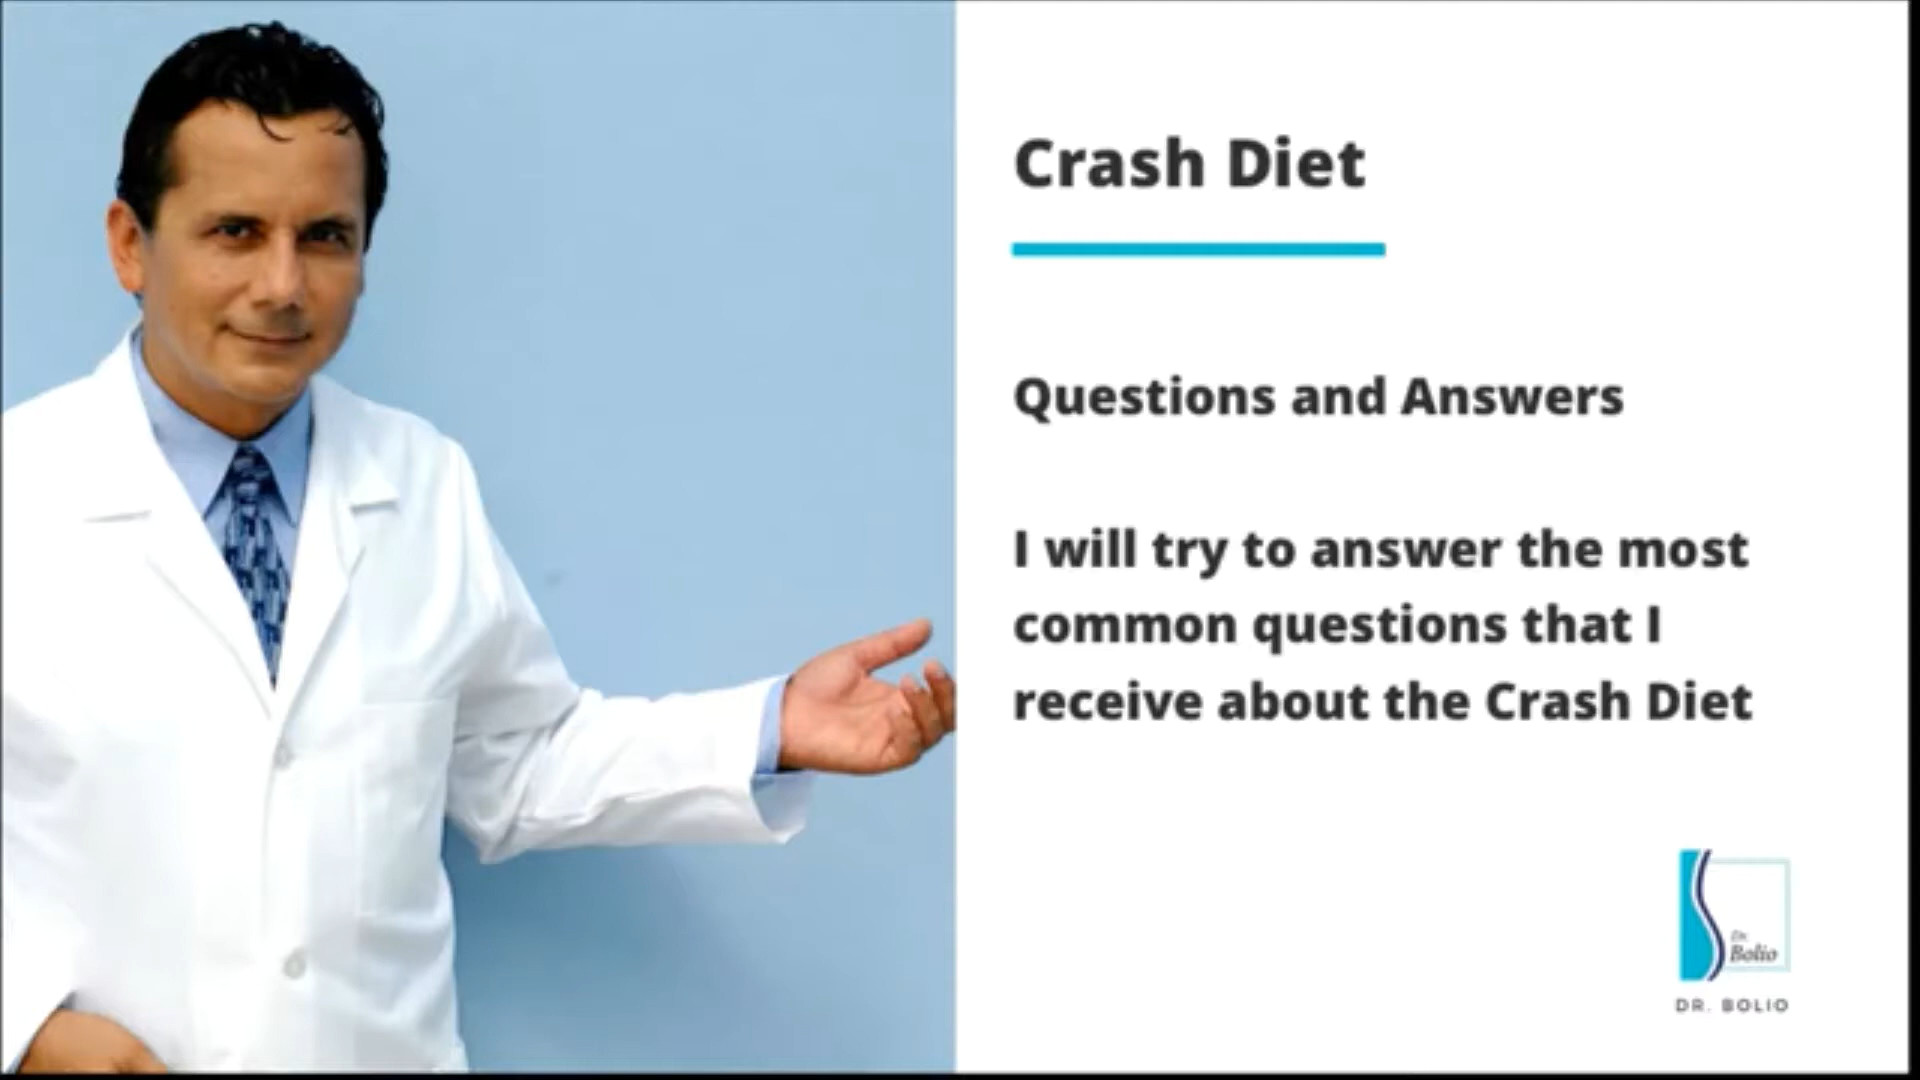 Crash Diet
Questions and Answers
I will try to answer the most
common questions that I
receive about the Crash Diet
Dr.
Bolio
DR. BOLIO